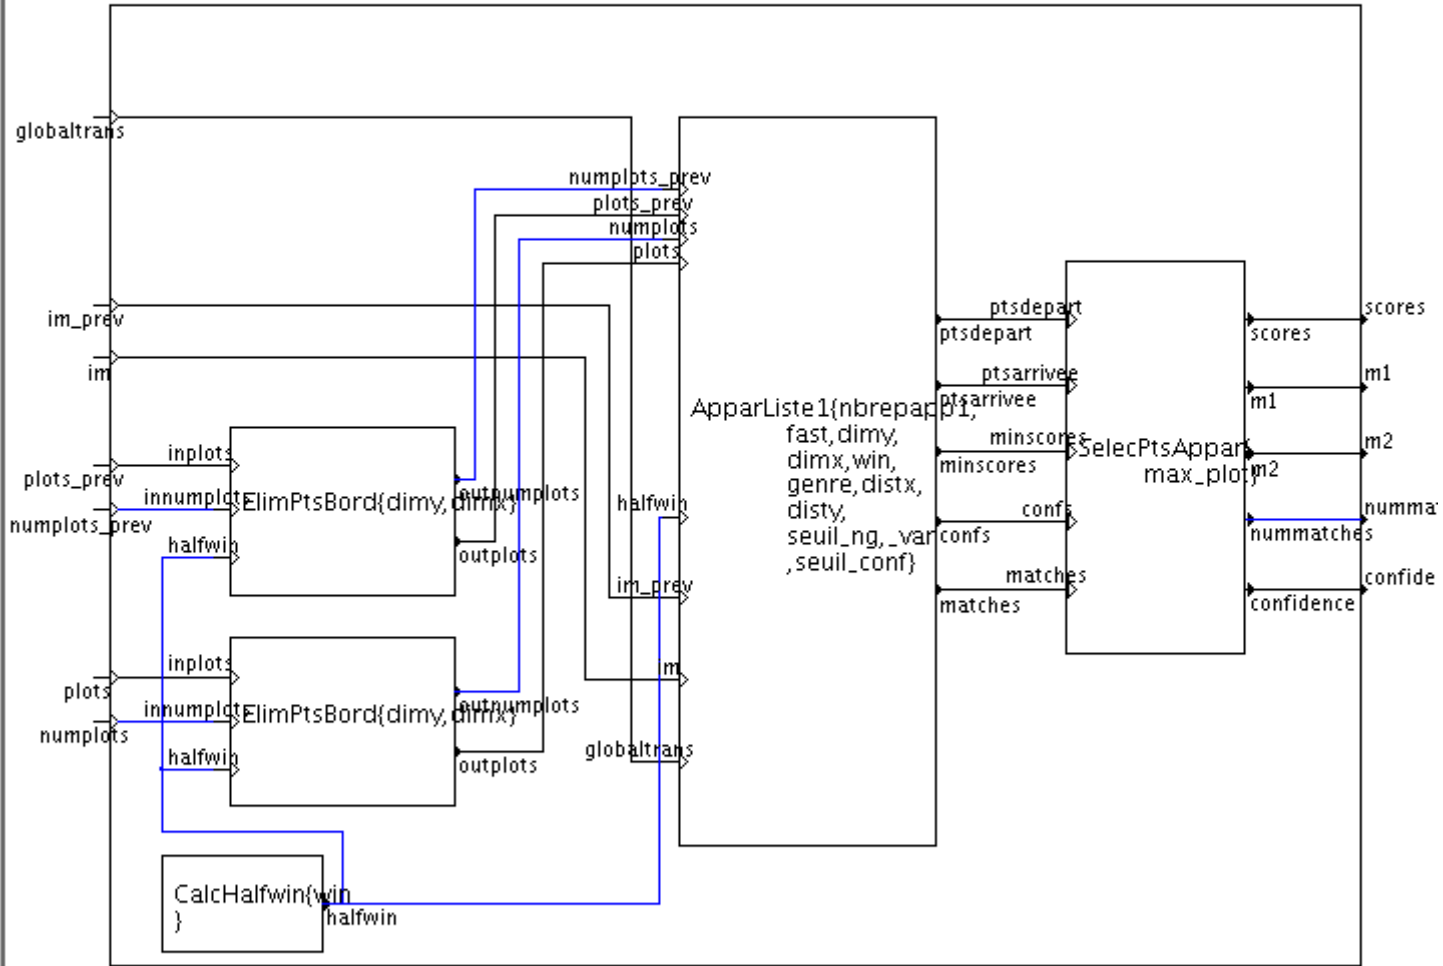 globaltrans
im_prev
im
plots_prev
numplots_prev
plots
numplots
inplots
innumplots
halfwin
ElimPtsBord{dimy,dimx}
outnumplots
outplots
inplots
innumplots
halfwin
ElimPtsBord{dimy,dimx}
outnumplots
outplots
CalcHalfwin{win
}
halfwin
numplots_prev
plots_prev
numplots
plots
halfwin
im_prev
im
globaltrans
ApparListe1{nbrepapp1,
fast,dimy,
dimx,win,
genre,distx,
disty,
seuil_ng,_var
,seuil_conf}
ptsdepart
ptsarrivee
minscores
confs
matches
ptsdepart
ptsarrivee
minscores
confs
matches
SelecPtsAppar{
max_plot}
scores
m1
m2
nummatches
confidence
scores
m1
m2
numma
confide